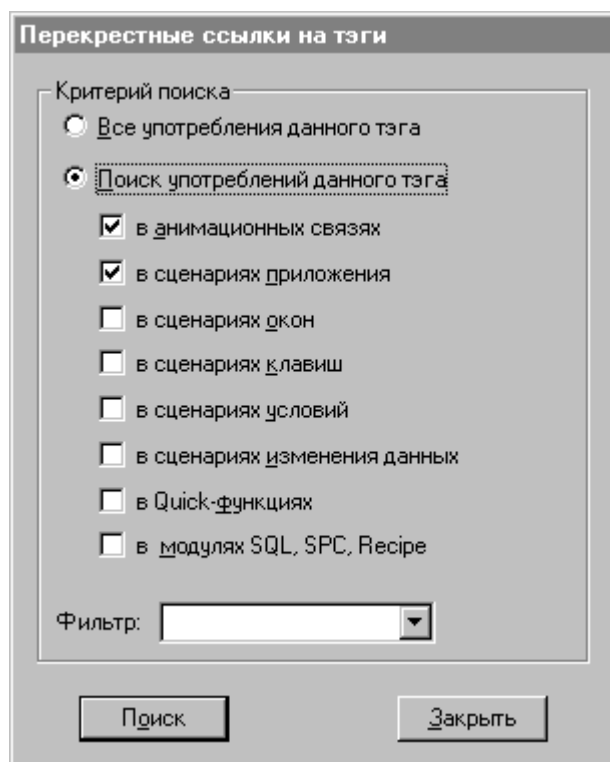 Перекрестные ссылки на тэги
Критерий поиска
Все употребления данного тэга
Поиск употреблений данного тэга
в анимационных связях
в сценариях приложения
в сценариях окон
в сценариях клавиш
в сценариях условий
в сценариях изменения данных
в Quick-функциях
в модулях SQL, SPC, Recipe
Фильтр:
Поиск Закрыть